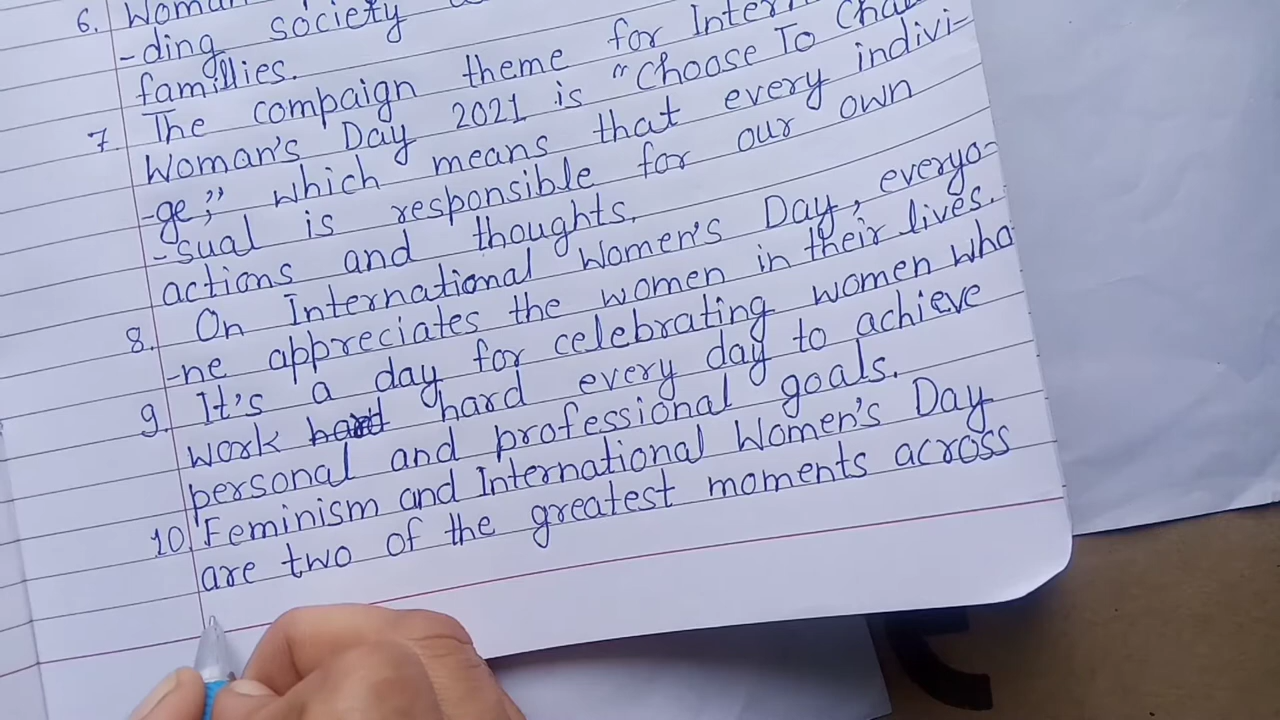 6. Woman
-ding society
famillies.
7. The compaign theme for Inter
Woman's Day 2021 is "Choose To Cha
-ge," which means that every indivi-
-sual is responsible for our own
actions and thoughts.
8. On International Women's Day, everyo-
-ne appreciates the women in their lives.
9. It's a day for celebrating women who
work hard every day to achieve
personal and professional goals.
10. Feminism and International Women's Day
are two of the greatest moments across